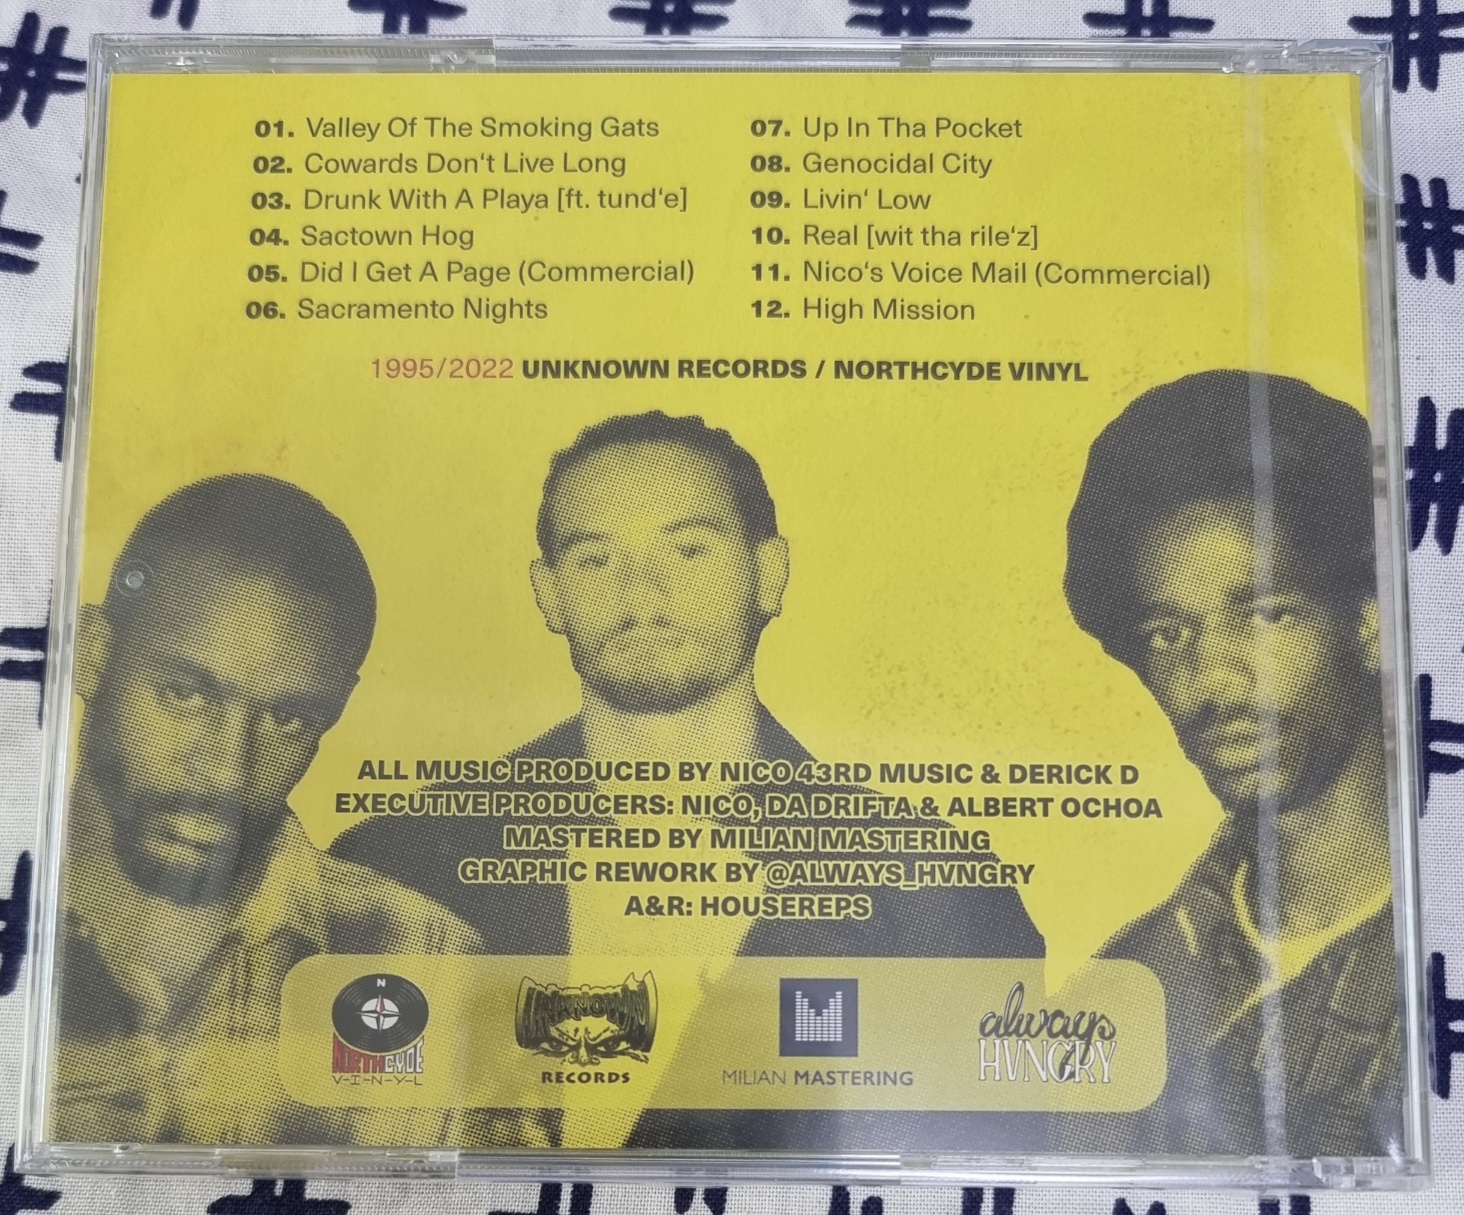 01. Valley Of The Smoking Gats
02. Cowards Don‘t Live Long
03. Drunk With A Playa [ft. tund‘e]
04. Sactown Hog
05. Did I Get A Page (Commercial)
06. Sacramento Nights
07. Up In Tha Pocket
08. Genocidal City
09. Livin‘ Low
10. Real [wit tha rile‘z]
11. Nico‘s Voice Mail (Commercial)
12. High Mission
1995/2022 UNKNOWN RECORDS / NORTHCYDE VINYL
ALL MUSIC PRODUCED BY NICO 43RD MUSIC & DERICK D
EXECUTIVE PRODUCERS: NICO, DA DRIFTA & ALBERT OCHOA
MASTERED BY MILIAN MASTERING
GRAPHIC REWORK BY @ALWAYS_HVNGRY
A&R: HOUSEREPS
N
NORTHCYDE
V-I-N-Y-L
UNKNOWN
RECORDS
MILIAN MASTERING
always
HVNGRY